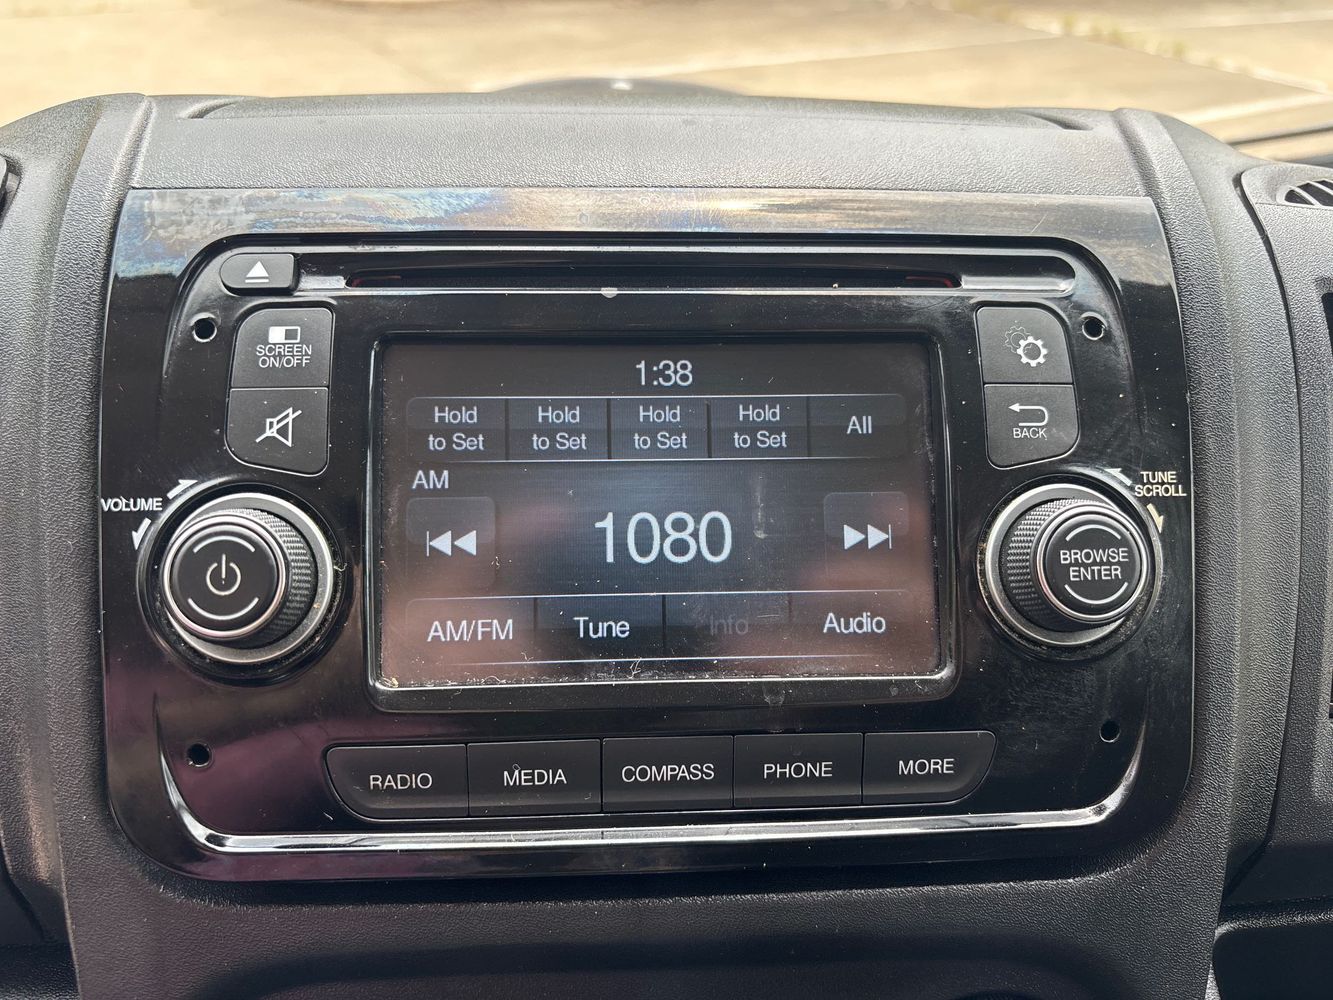 1:38
SCREEN
ON/OFF
Hold
to Set
Hold
to Set
Hold
to Set
Hold
to Set
All
BACK
AM
VOLUME
TUNE
SCROLL
1080
BROWSE
ENTER
AM/FM
Tune
Info
Audio
RADIO
MEDIA
COMPASS
PHONE
MORE